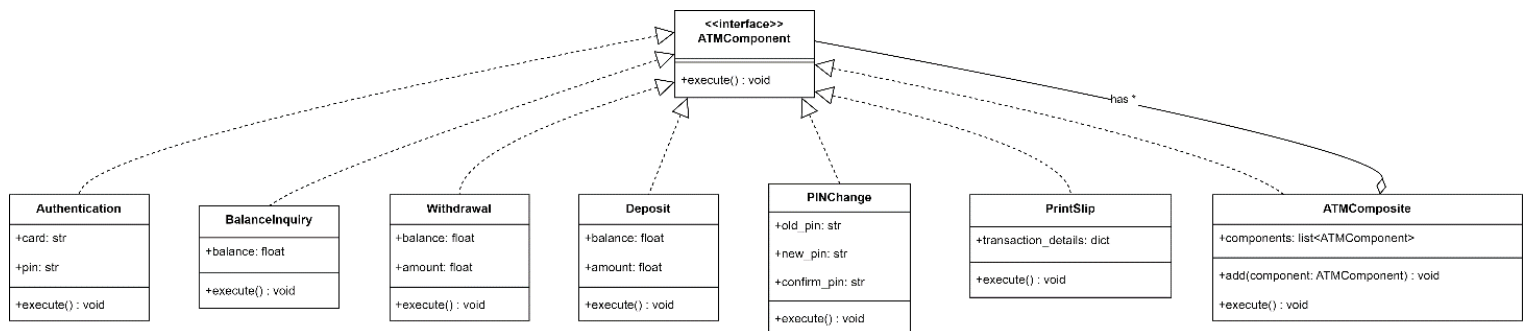 <<interface>>
ATMComponent
+execute() : void
has *
Authentication
+card: str
+pin: str
+execute() : void
BalanceInquiry
+balance: float
+execute() : void
Withdrawal
+balance: float
+amount: float
+execute() : void
Deposit
+balance: float
+amount: float
+execute() : void
PINChange
+old_pin: str
+new_pin: str
+confirm_pin: str
+execute() : void
PrintSlip
+transaction_details: dict
+execute() : void
ATMComposite
+components: list<ATMComponent>
+add(component: ATMComponent) : void
+execute() : void